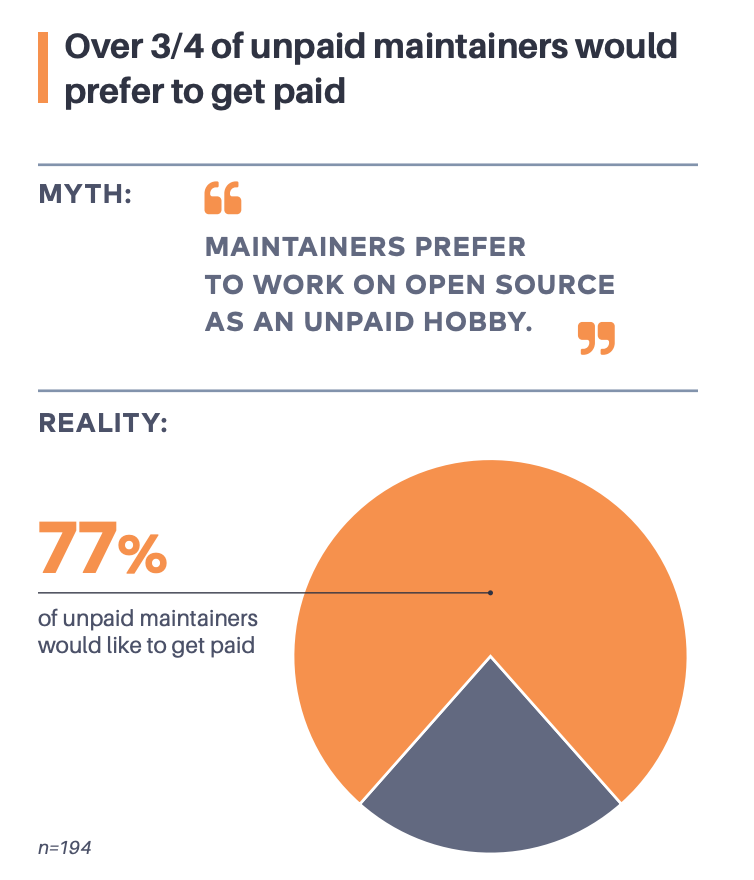 Over 3/4 of unpaid maintainers would
prefer to get paid
MYTH:
“
MAINTAINERS PREFER
TO WORK ON OPEN SOURCE
AS AN UNPAID HOBBY.
”
REALITY:
77%
of unpaid maintainers
would like to get paid
n=194